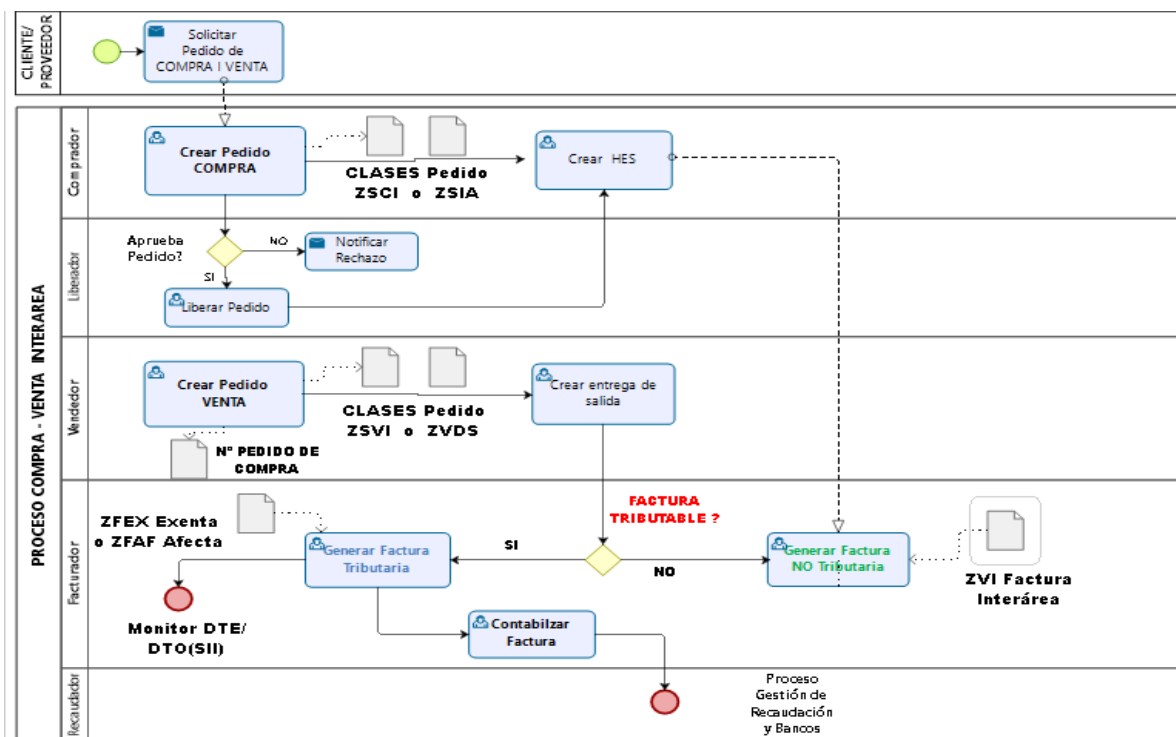 CLIENTE/
PROVEEDOR
Solicitar
Pedido de
COMPRA I VENTA
PROCESO COMPRA - VENTA INTERAREA
Comprador
Crear Pedido
COMPRA
CLASES Pedido
ZSCI o ZSIA
Crear HES
Liberador
Aprueba
Pedido?
NO
Notificar
Rechazo
SI
Liberar Pedido
Vendedor
Crear Pedido
VENTA
CLASES Pedido
ZSVI o ZVDS
Crear entrega de
salida
Nº PEDIDO DE
COMPRA
Facturador
ZFEX Exenta
o ZFAF Afecta
FACTURA
TRIBUTABLE ?
Generar Factura
Tributaria
SI
NO
Generar Factura
NO Tributaria
ZVI Factura
Interárea
Monitor DTE/
DTO(SII)
Contabilzar
Factura
Recaudador
Proceso
Gestión de
Recaudación
y Bancos